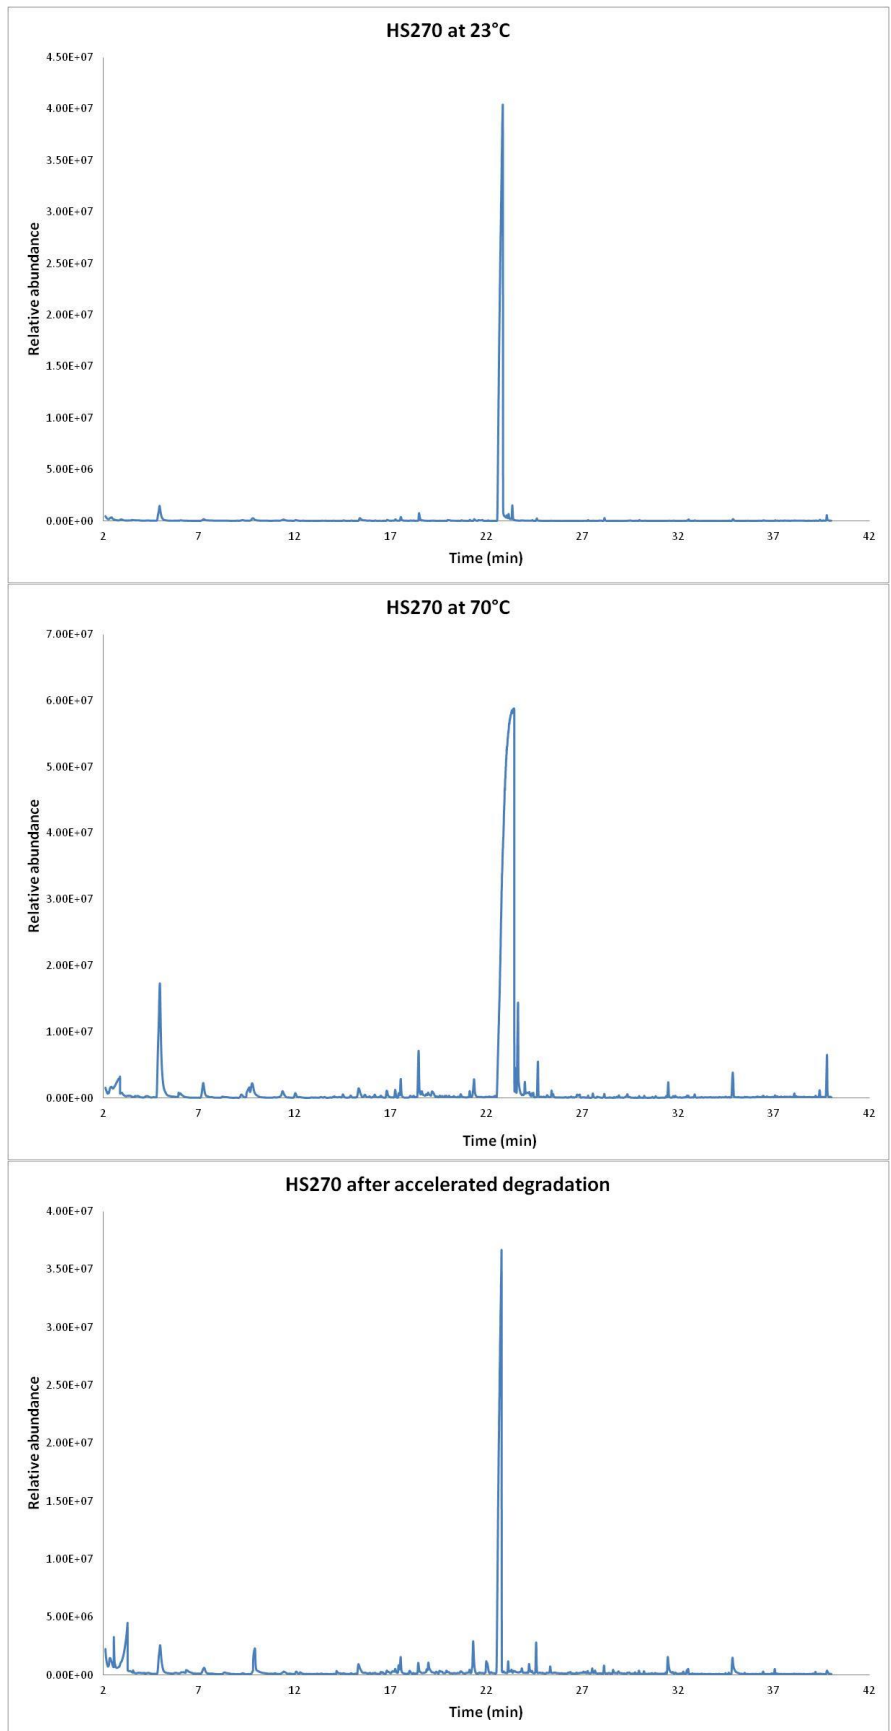 HS270 at 23°C
4.50E+07
4.00E+07
3.50E+07
3.00E+07
2.50E+07
2.00E+07
1.50E+07
1.00E+07
5.00E+06
0.00E+00
Relative abundance
2 7 12 17 22 27 32 37 42
Time (min)
HS270 at 70°C
7.00E+07
6.00E+07
5.00E+07
4.00E+07
3.00E+07
2.00E+07
1.00E+07
0.00E+00
Relative abundance
2 7 12 17 22 27 32 37 42
Time (min)
HS270 after accelerated degradation
4.00E+07
3.50E+07
3.00E+07
2.50E+07
2.00E+07
1.50E+07
1.00E+07
5.00E+06
0.00E+00
Relative abundance
2 7 12 17 22 27 32 37 42
Time (min)